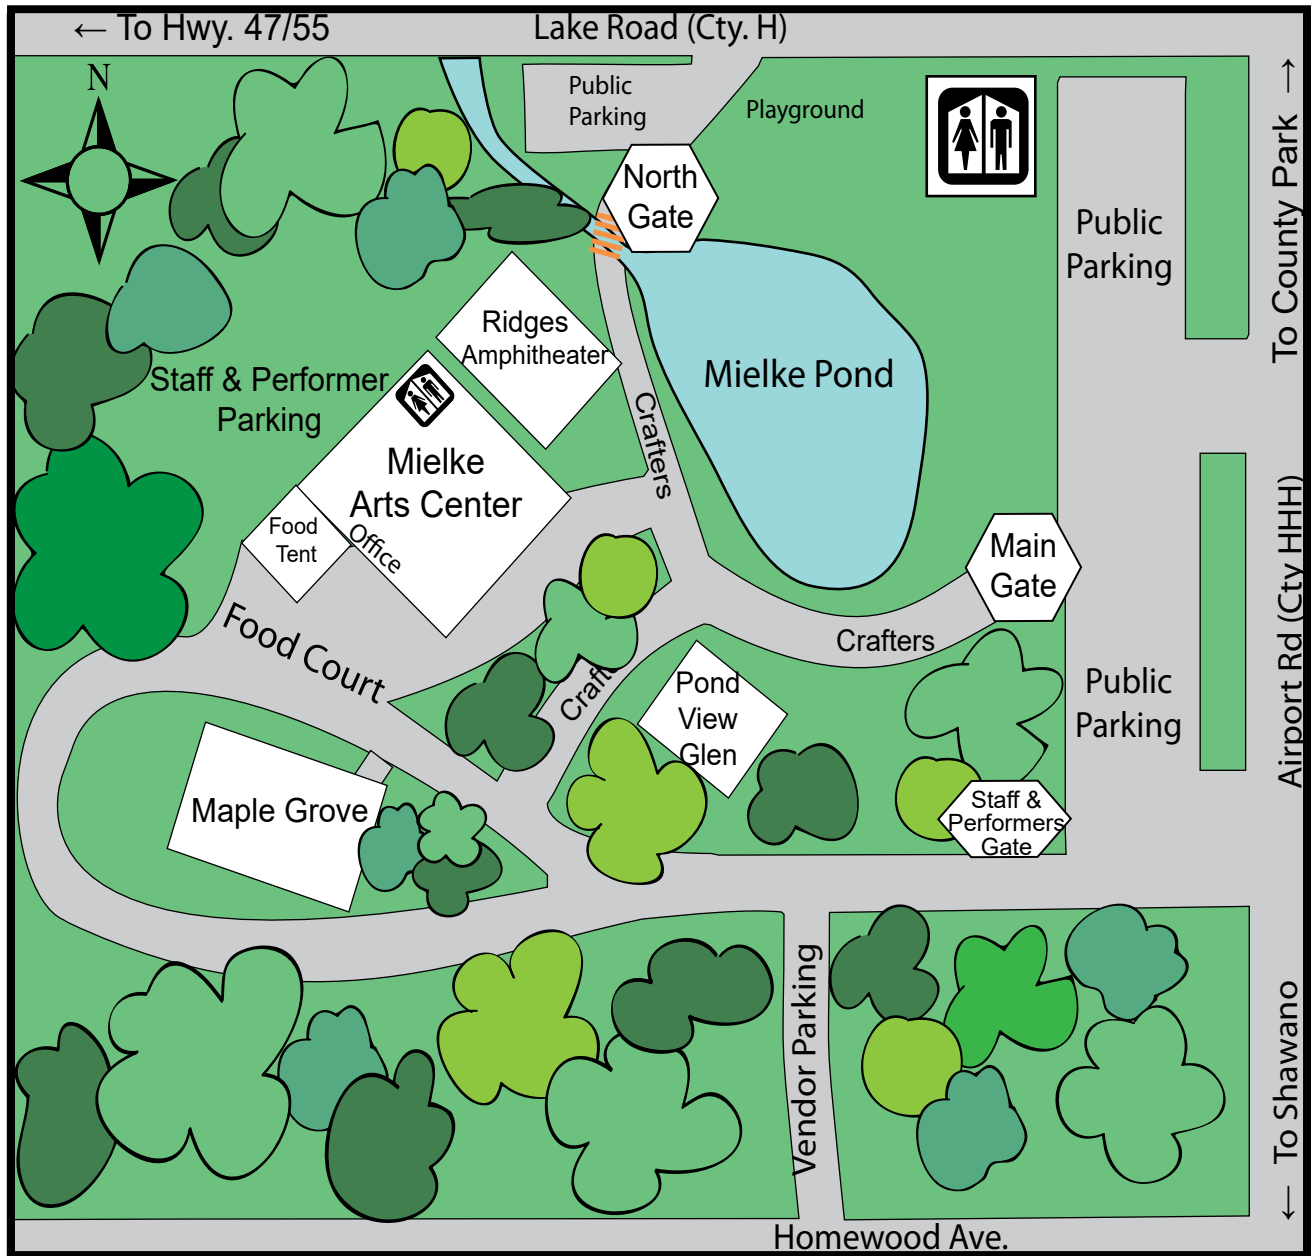 ← To Hwy. 47/55
Lake Road (Cty. H)
N
Public
Parking
Playground
North
Gate
To County Park →
Public
Parking
Ridges
Amphitheater
Staff & Performer
Parking
Mielke Pond
Crafters
Mielke
Arts Center
Food
Tent
Office
Main
Gate
Airport Rd (Cty HHH)
Food Court
Crafters
Crafte
Pond
View
Glen
Public
Parking
Maple Grove
Staff &
Performers
Gate
Vendor Parking
← To Shawano
Homewood Ave.